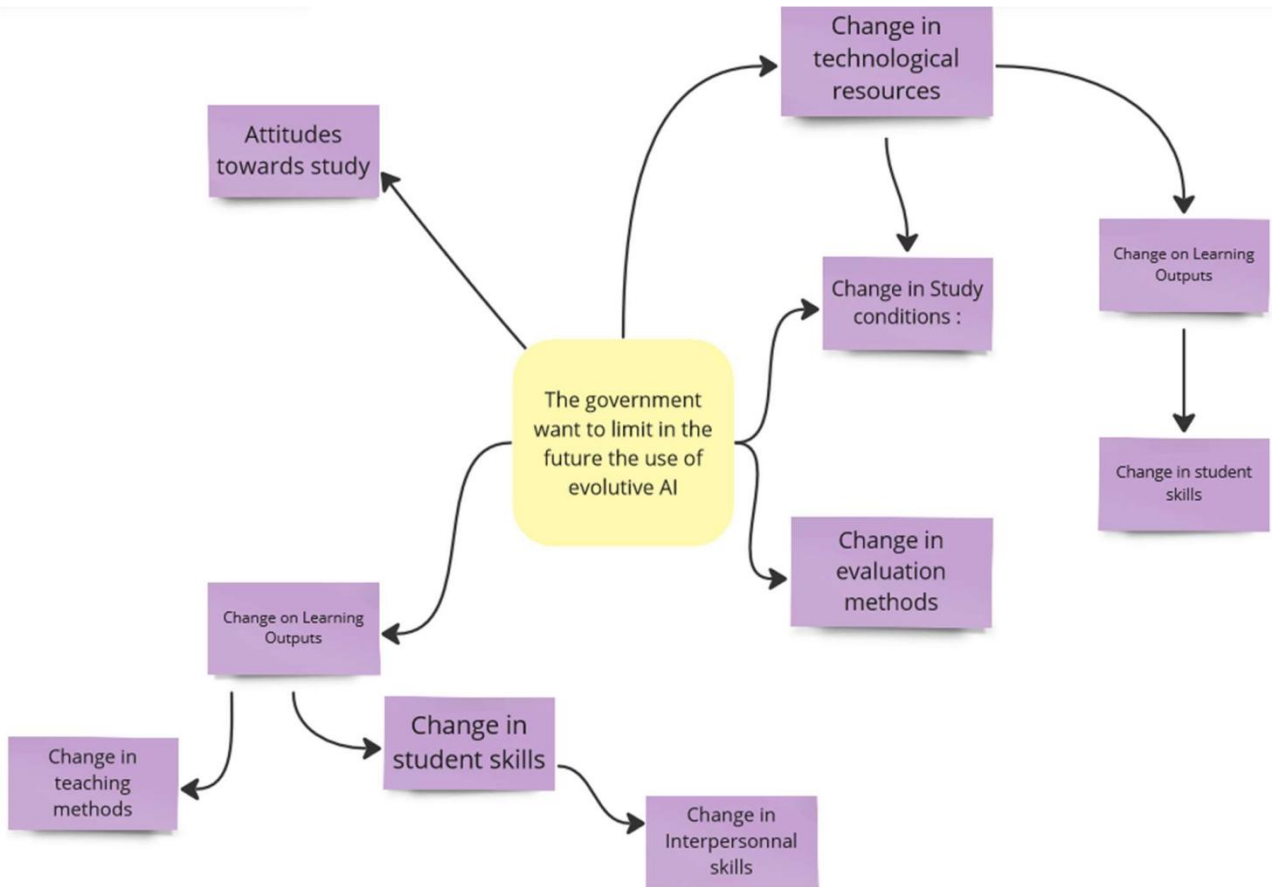 Change in
technological
resources
Attitudes
towards study
Change on Learning
Outputs
Change in Study
conditions :
The government
want to limit in the
future the use of
evolutive AI
Change in student
skills
Change in
evaluation
methods
Change on Learning
Outputs
Change in
student skills
Change in
teaching
methods
Change in
Interpersonnal
skills